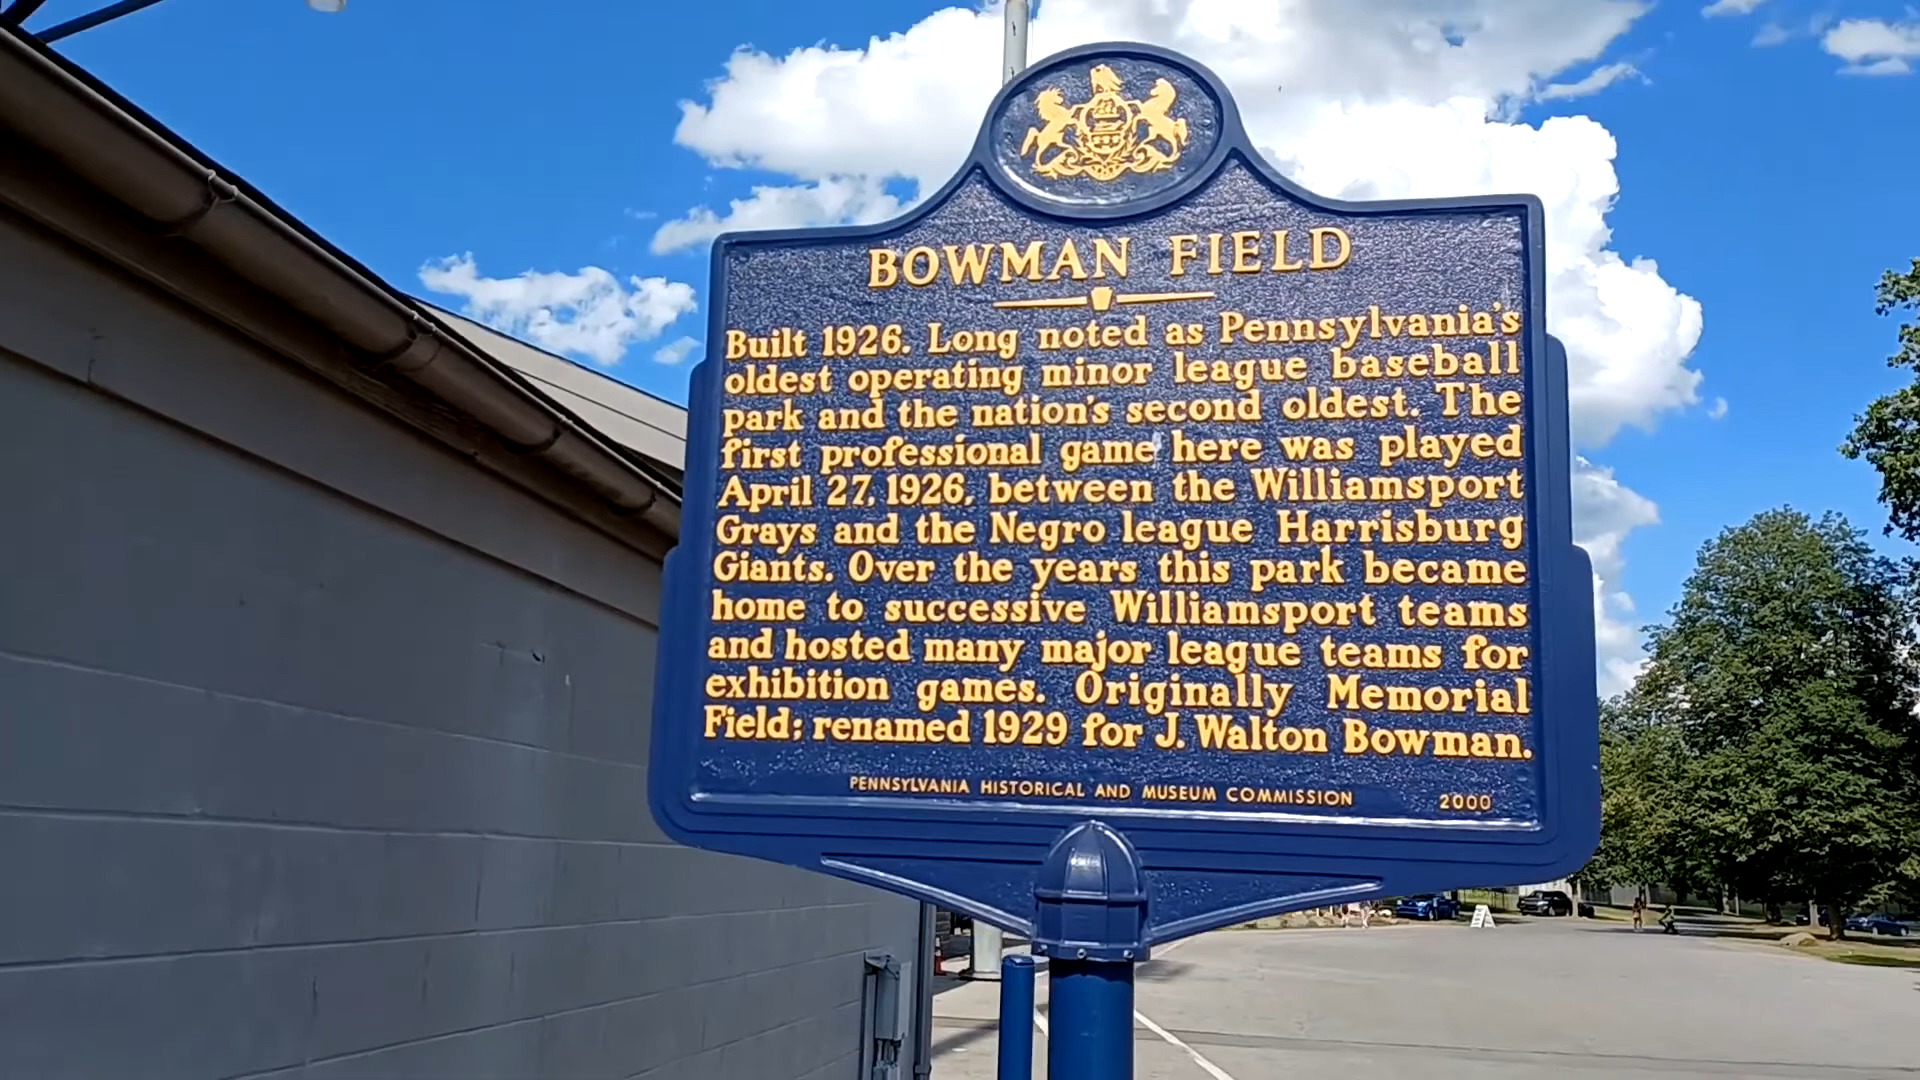 BOWMAN FIELD
Built 1926. Long noted as Pennsylvania's
oldest operating minor league baseball
park and the nation's second oldest. The
first professional game here was played
April 27, 1926, between the Williamsport
Grays and the Negro league Harrisburg
Giants. Over the years this park became
home to successive Williamsport teams
and hosted many major league teams for
exhibition games. Originally Memorial
Field; renamed 1929 for J. Walton Bowman.
PENNSYLVANIA HISTORICAL AND MUSEUM COMMISSION 2000